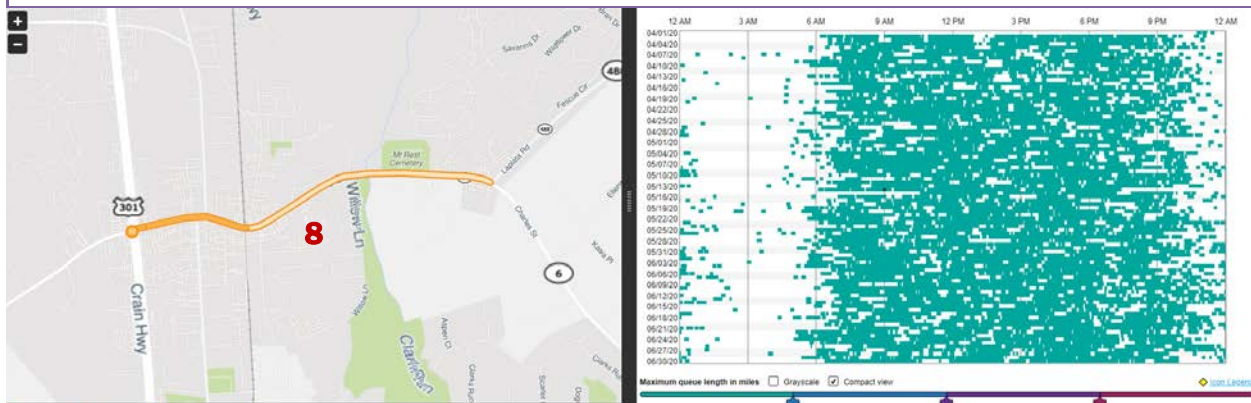 +
−
301
Crain Hwy
Hwy
8
Willow Ln
Mt Rest
Cemetery
Laplata Rd
488
Fescue Cir
Savanna Dr
Wildflower Dr
Charles St
6
Aspen Ct
12 AM 3 AM 6 AM 9 AM 12 PM 3 PM 6 PM 9 PM 12 AM
04/01/20
04/04/20
04/07/20
04/10/20
04/13/20
04/16/20
04/19/20
04/22/20
04/25/20
04/28/20
05/01/20
05/04/20
05/07/20
05/10/20
05/13/20
05/16/20
05/19/20
05/22/20
05/25/20
05/28/20
05/31/20
06/03/20
06/06/20
06/09/20
06/12/20
06/15/20
06/18/20
06/21/20
06/24/20
06/27/20
06/30/20
Maximum queue length in miles Grayscale Compact view Icon Legend